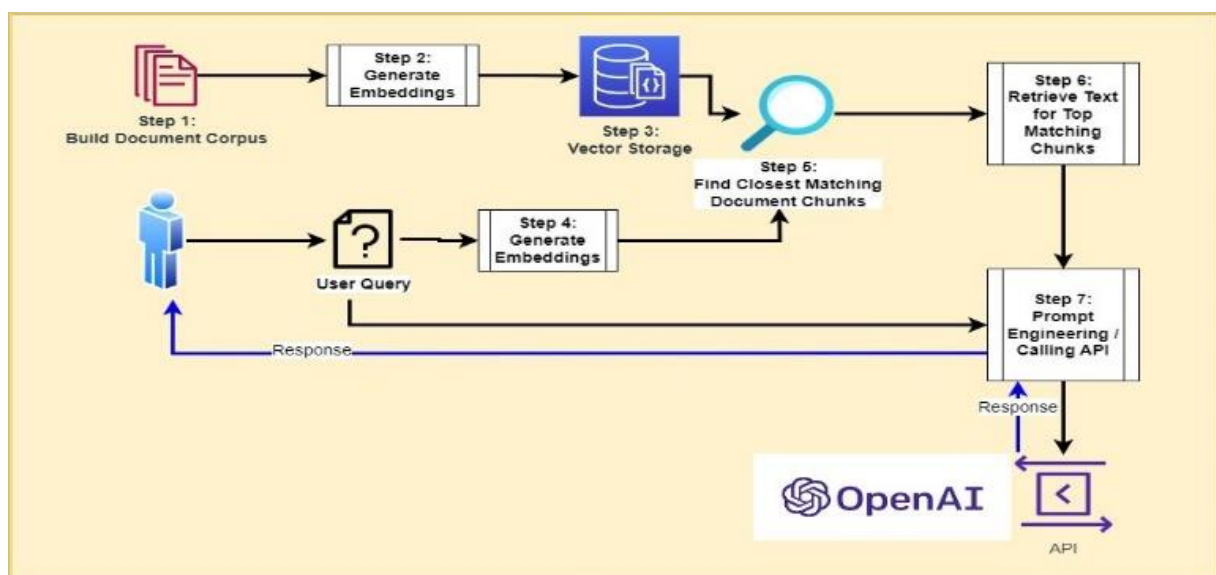 Step 1:
Build Document Corpus
Step 2:
Generate
Embeddings
Step 3:
Vector Storage
Step 5:
Find Closest Matching
Document Chunks
Step 6:
Retrieve Text
for Top
Matching
Chunks
User Query
Step 4:
Generate
Embeddings
Step 7:
Prompt
Engineering /
Calling API
Response
Response
OpenAI
API